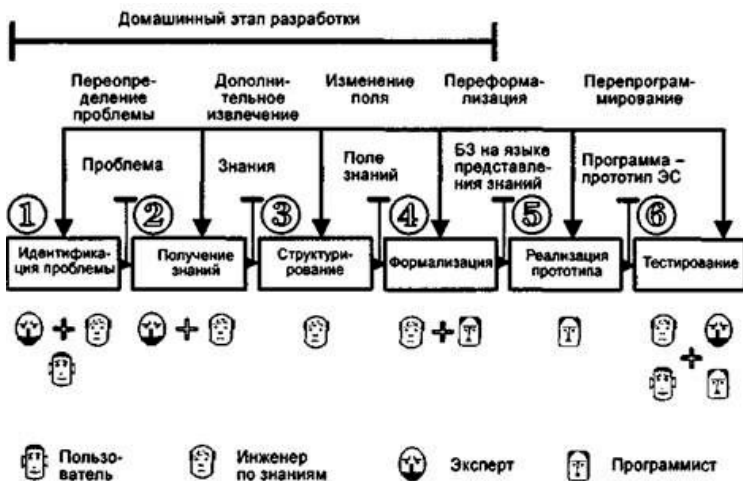 Домашинный этап разработки
Переопре-
деление
проблемы
Дополни-
тельное
извлечение
Изменение
поля
Переформа-
лизация
Перепрограм-
мирование
Проблема
Знания
Поле
знаний
БЗ на языке
представле-
ния знаний
Программа –
прототип ЭС
1
2
3
4
5
6
Идентифика-
ция проблемы
Получение
знаний
Структури-
рование
Формализация
Реализация
прототипа
Тестирование
Пользо-
ватель
Инженер
по знаниям
Эксперт
Программист